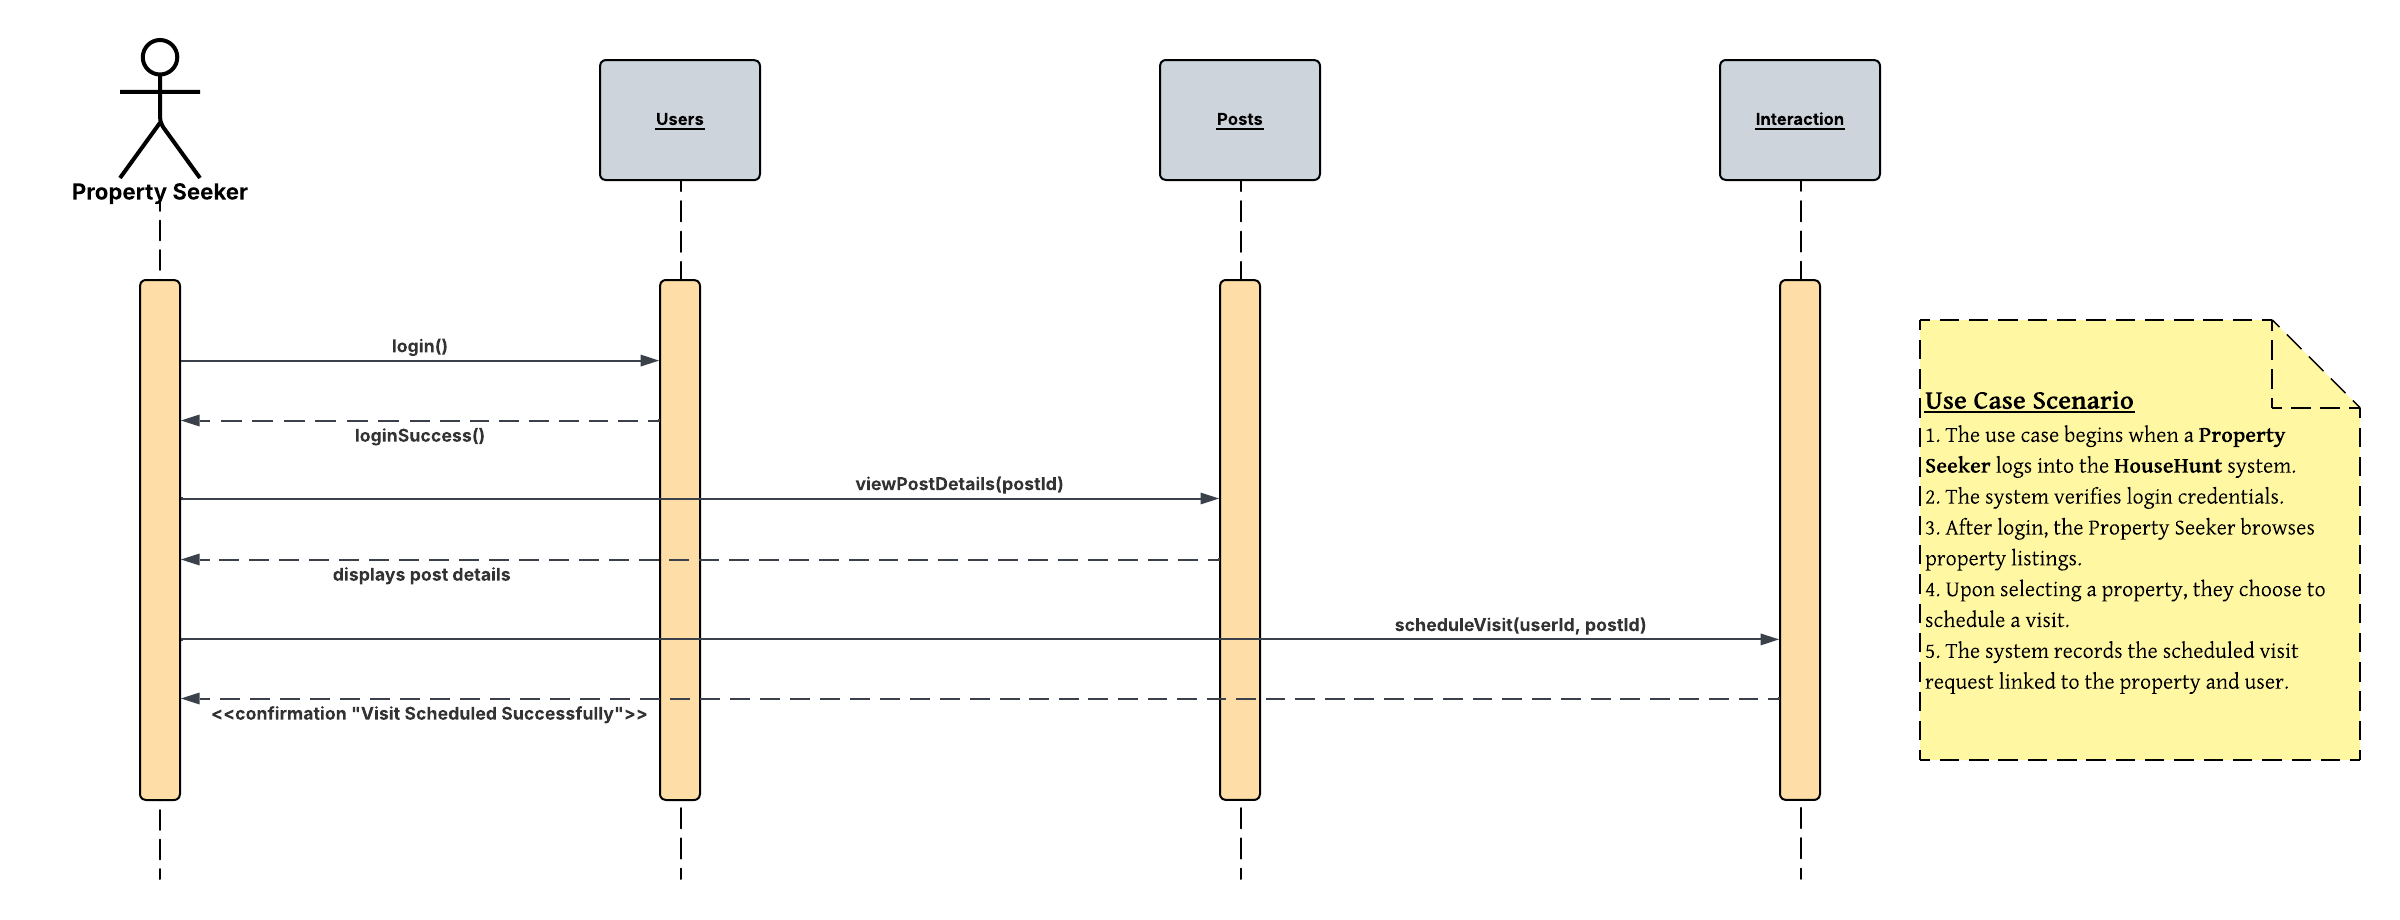 Property Seeker
Users
Posts
Interaction
login()
loginSuccess()
viewPostDetails(postId)
displays post details
scheduleVisit(userId, postId)
<<confirmation "Visit Scheduled Successfully">>
Use Case Scenario
1. The use case begins when a Property
Seeker logs into the HouseHunt system.
2. The system verifies login credentials.
3. After login, the Property Seeker browses
property listings.
4. Upon selecting a property, they choose to
schedule a visit.
5. The system records the scheduled visit
request linked to the property and user.